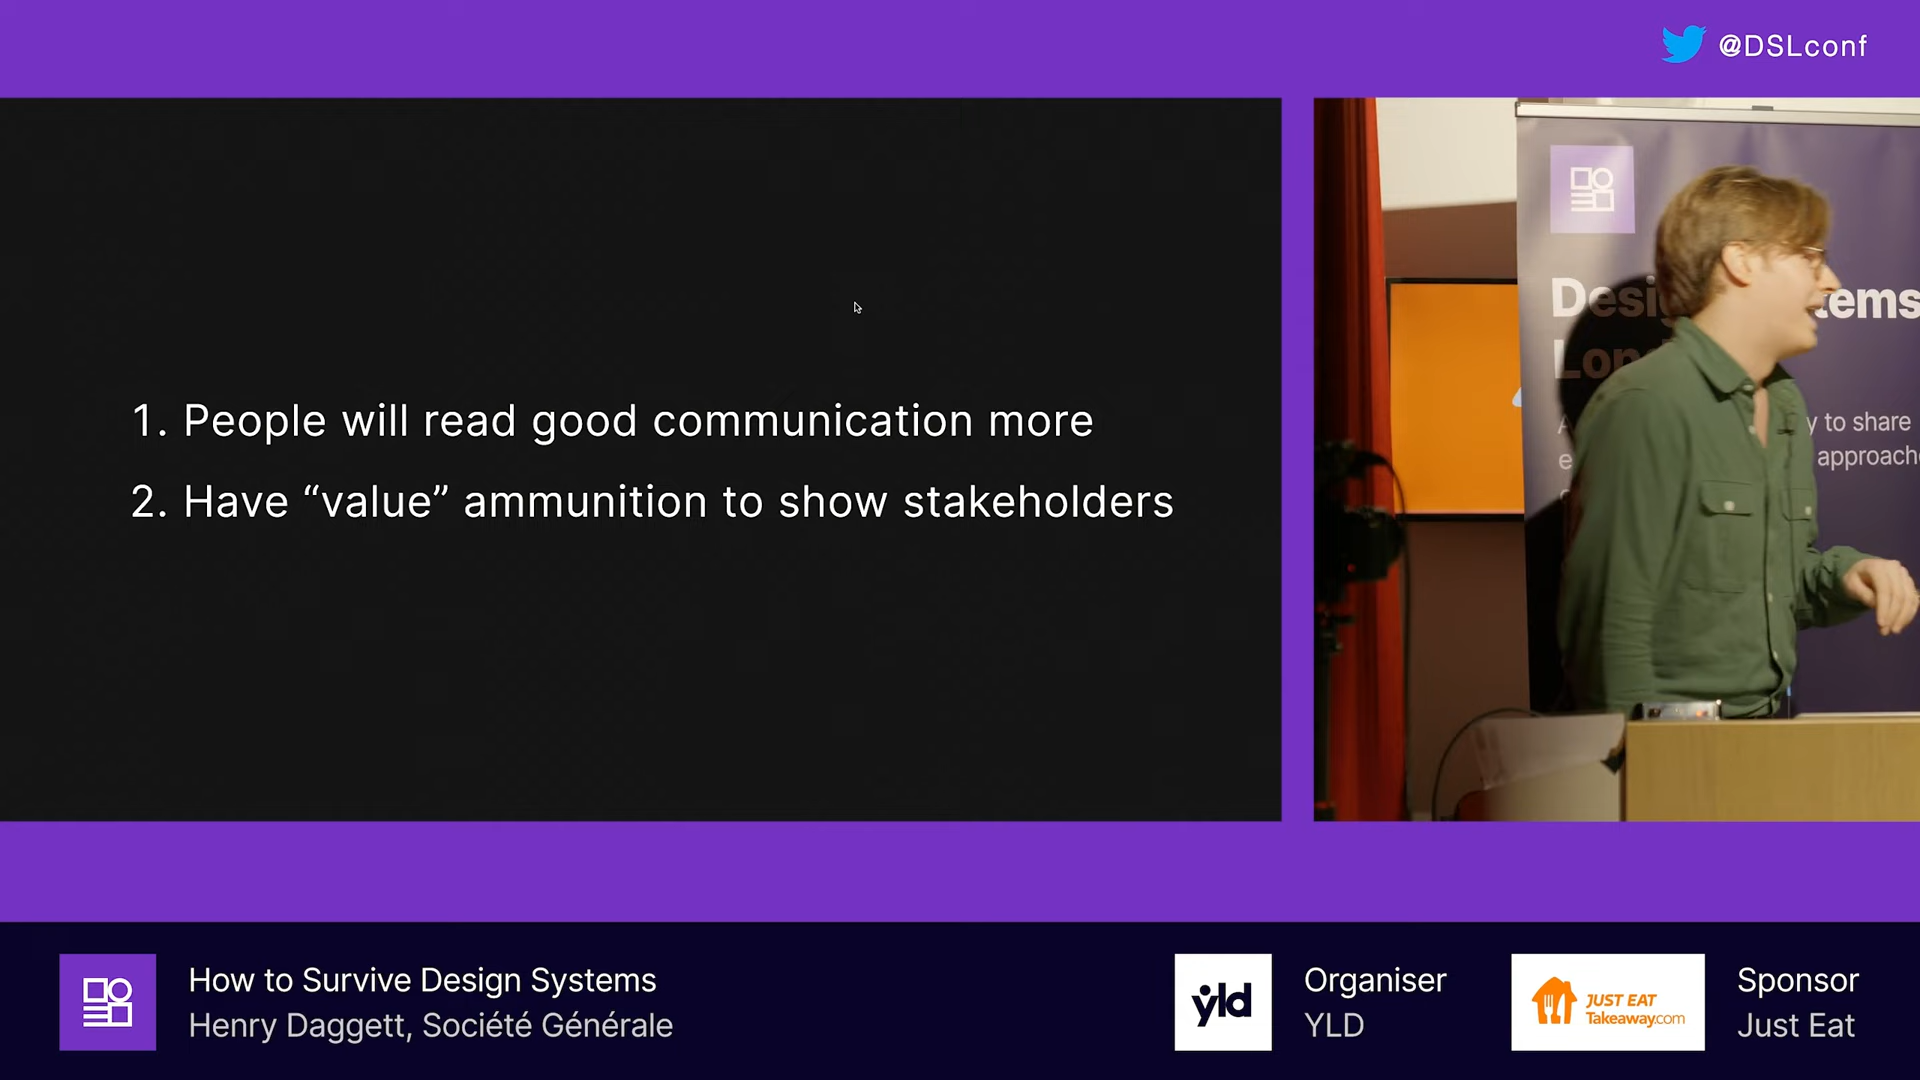 @DSLconf
1. People will read good communication more
2. Have “value” ammunition to show stakeholders
tems
y to share
approach
How to Survive Design Systems
Henry Daggett, Société Générale
yld
Organiser
YLD
JUST EAT
Takeaway.com
Sponsor
Just Eat